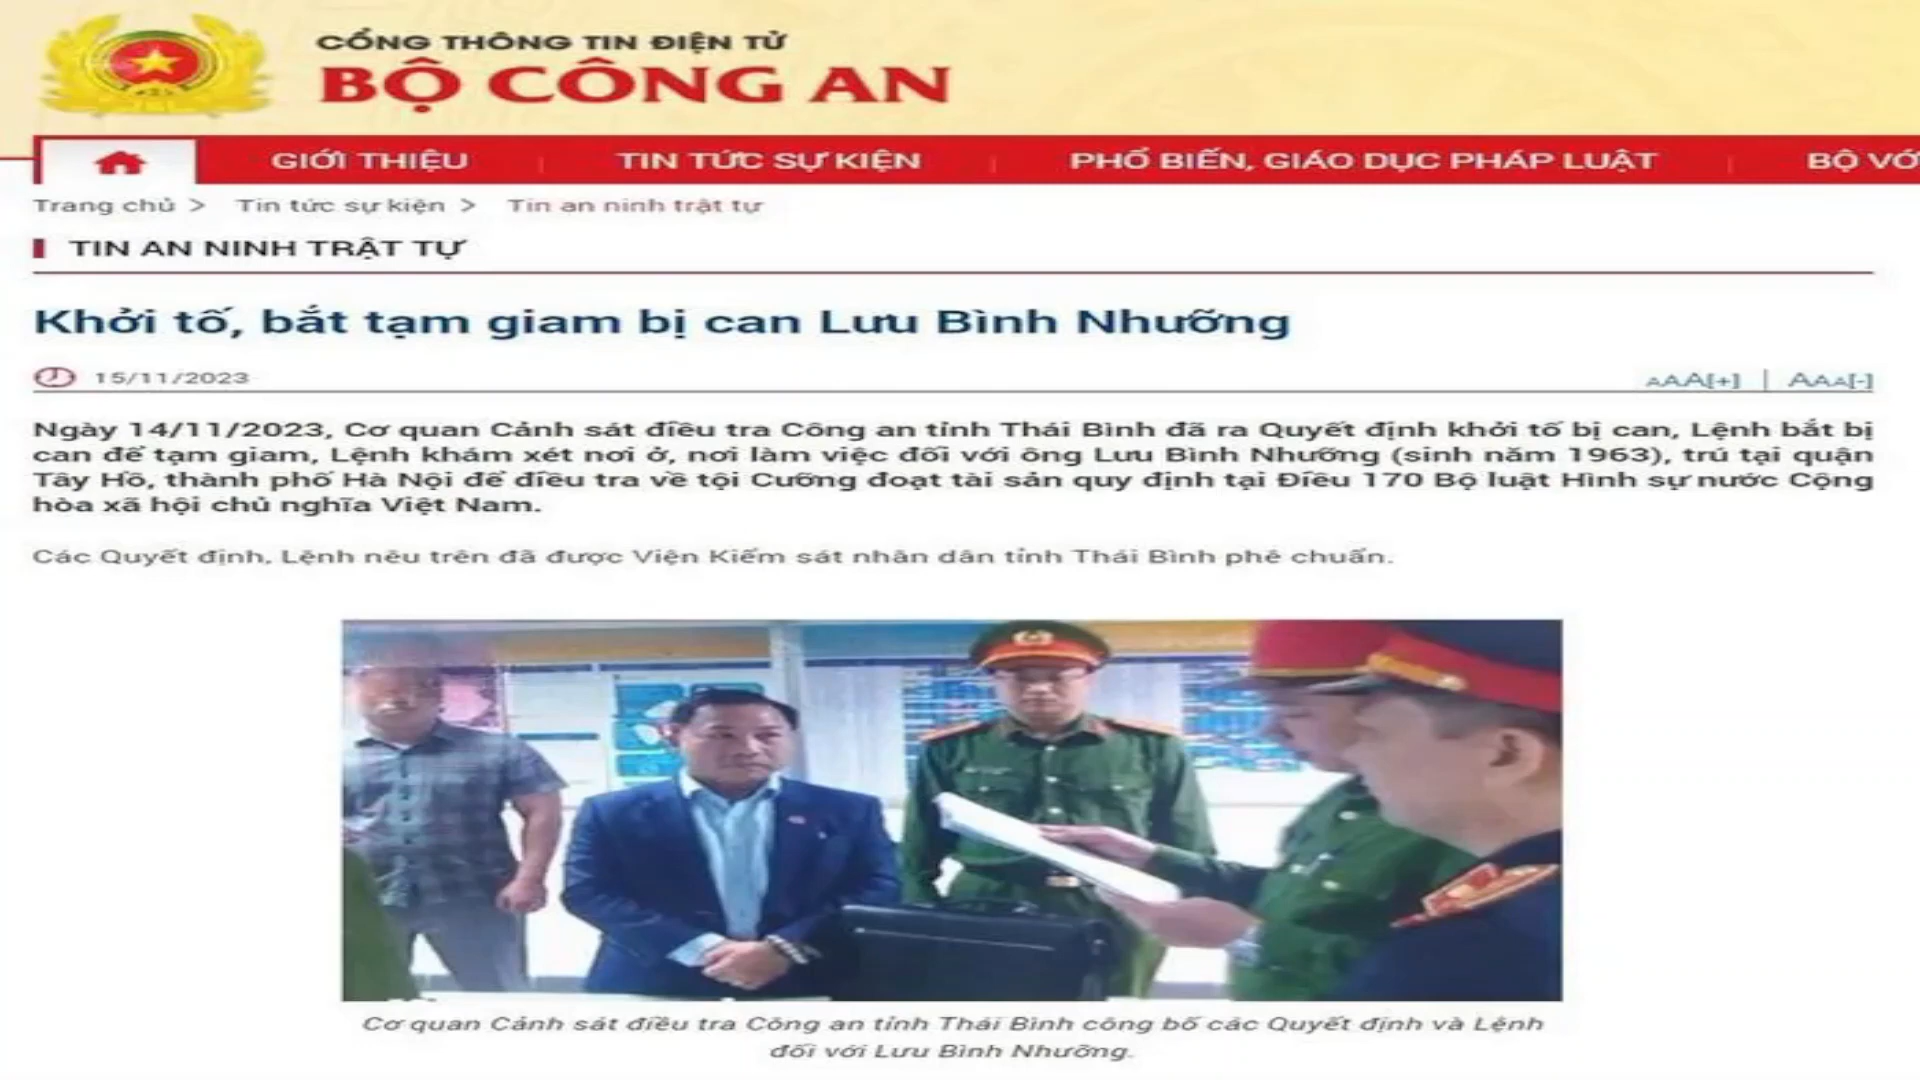 CỔNG THÔNG TIN ĐIỆN TỬ
BỘ CÔNG AN
GIỚI THIỆU
TIN TỨC SỰ KIỆN
PHỔ BIẾN, GIÁO DỤC PHÁP LUẬT
BỘ VỚ
Trang chủ > Tin tức sự kiện > Tin an ninh trật tự
TIN AN NINH TRẬT TỰ
Khởi tố, bắt tạm giam bị can Lưu Bình Nhưỡng
15/11/2023
AAA[+] | AAA[-]
Ngày 14/11/2023, Cơ quan Cảnh sát điều tra Công an tỉnh Thái Bình đã ra Quyết định khởi tố bị can, Lệnh bắt bị
can để tạm giam, Lệnh khám xét nơi ở, nơi làm việc đối với ông Lưu Bình Nhưỡng (sinh năm 1963), trú tại quận
Tây Hồ, thành phố Hà Nội để điều tra về tội Cưỡng đoạt tài sản quy định tại Điều 170 Bộ luật Hình sự nước Cộng
hòa xã hội chủ nghĩa Việt Nam.
Các Quyết định, Lệnh nêu trên đã được Viện Kiểm sát nhân dân tỉnh Thái Bình phê chuẩn.
Cơ quan Cảnh sát điều tra Công an tỉnh Thái Bình công bố các Quyết định và Lệnh
đối với Lưu Bình Nhưỡng.